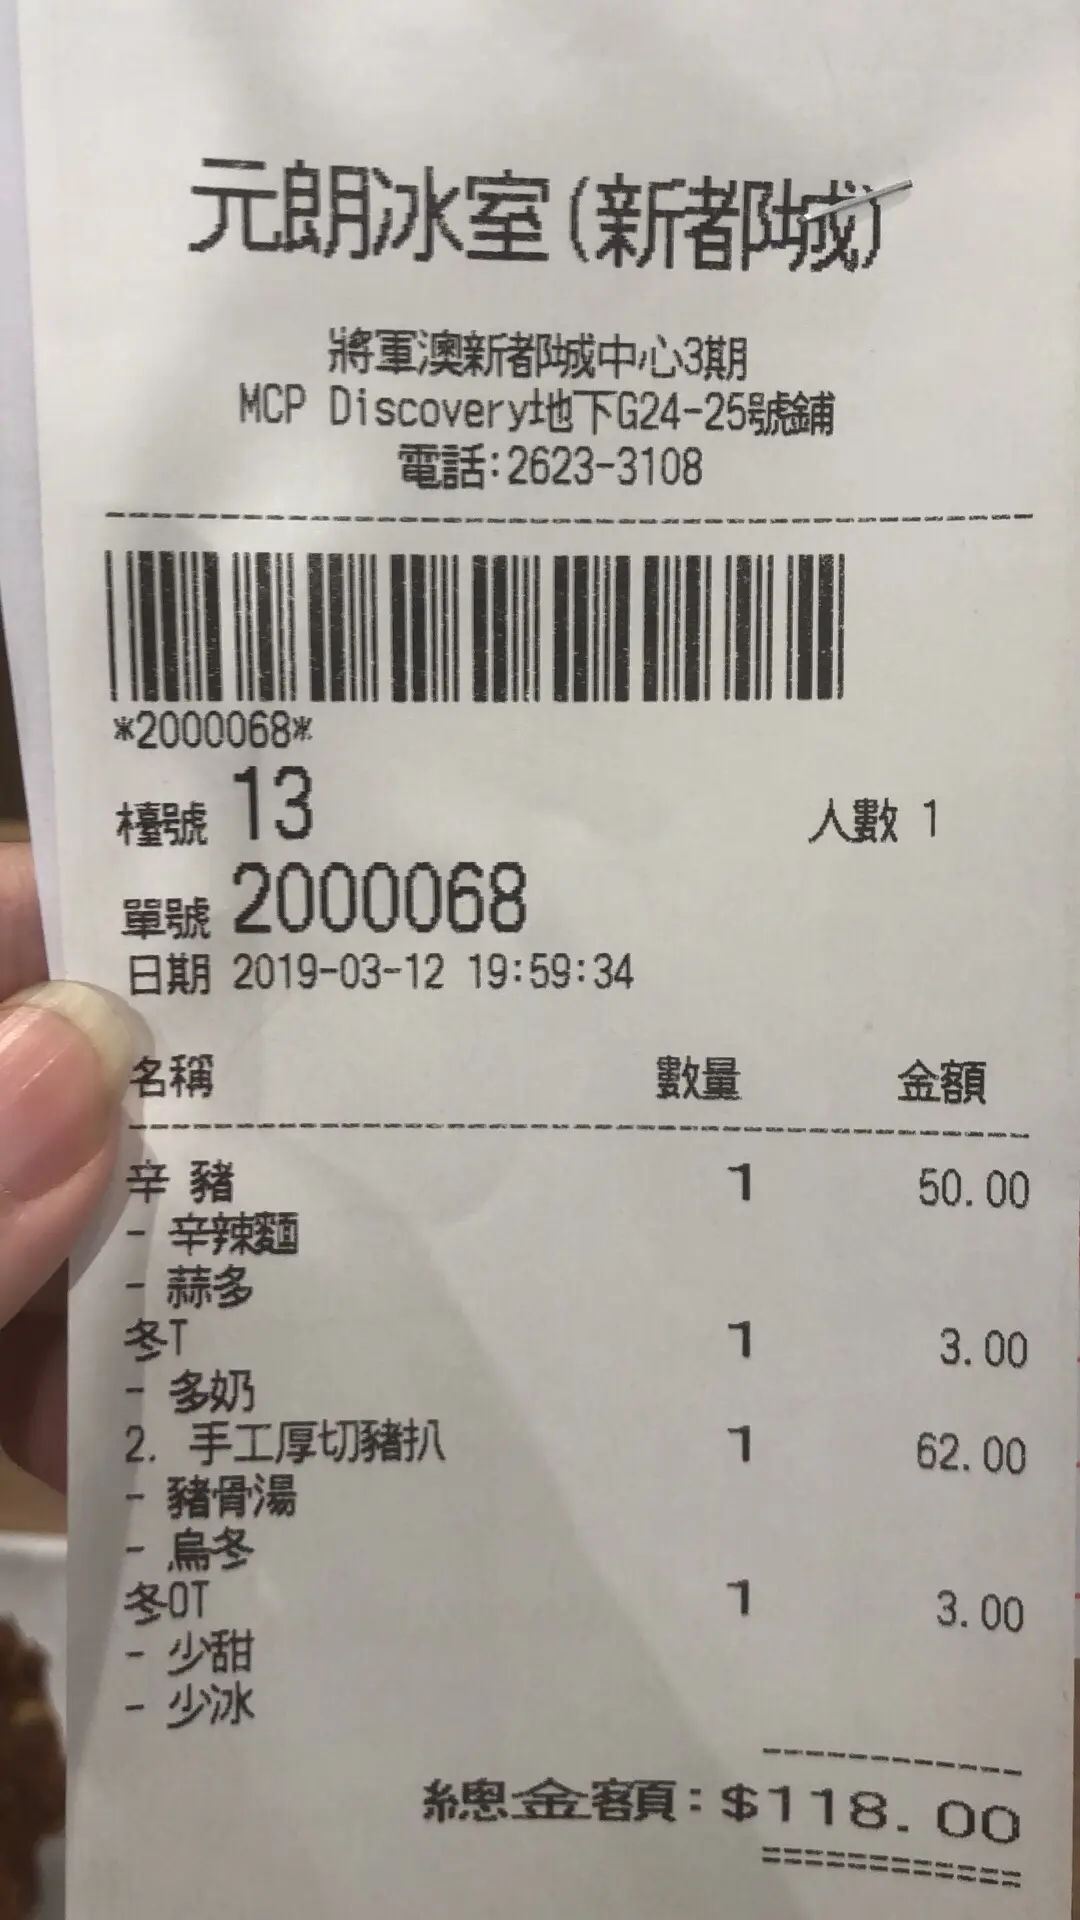 元朗冰室(新都城)
將軍澳新都城中心3期
MCP Discovery地下G24-25號鋪
電話:2623-3108
*2000068*
檯號 13 人數 1
單號 2000068
日期 2019-03-12 19:59:34
名稱 數量 金額
辛 豬 1 50.00
- 辛辣麵
- 蒜多
冬T 1 3.00
- 多奶
2. 手工厚切豬扒 1 62.00
- 豬骨湯
- 烏冬
冬OT 1 3.00
- 少甜
- 少冰
總金額:$118.00